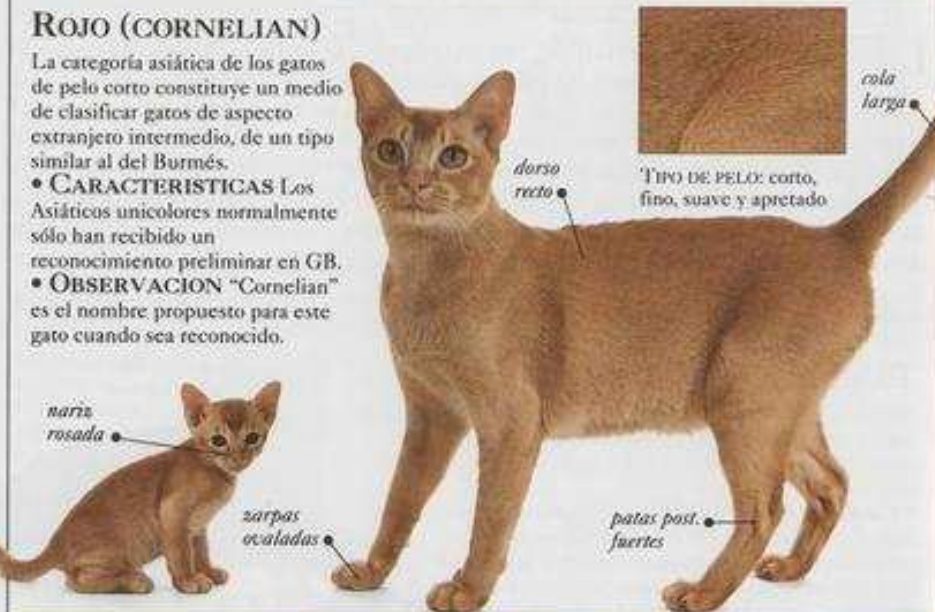 ROJO (CORNELIAN)
La categoría asiática de los gatos
de pelo corto constituye un medio
de clasificar gatos de aspecto
extranjero intermedio, de un tipo
similar al del Burmés.
• CARACTERISTICAS Los
Asiáticos unicolores normalmente
sólo han recibido un
reconocimiento preliminar en GB.
• OBSERVACION "Cornelian"
es el nombre propuesto para este
gato cuando sea reconocido.
cola
larga
dorso
recto
TIPO DE PELO: corto,
fino, suave y apretado
nariz
rosada
zarpas
ovaladas
patas post.
fuertes